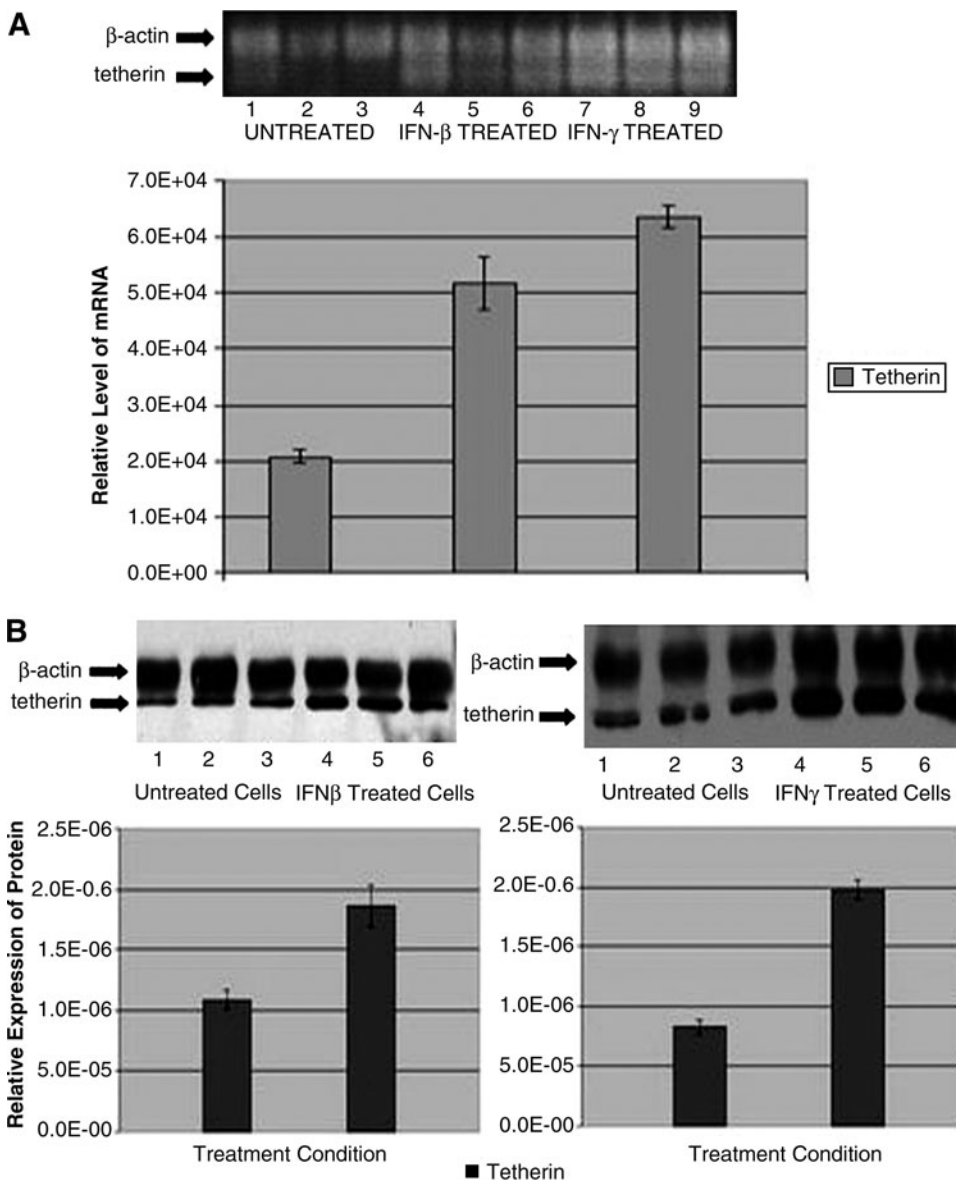 A
β-actin
tetherin
1 2 3 4 5 6 7 8 9
UNTREATED IFN-β TREATED IFN-γ TREATED
7.0E+04
6.0E+04
5.0E+04
4.0E+04
3.0E+04
2.0E+04
1.0E+04
0.0E+00
Relative Level of mRNA
Tetherin
B
β-actin
tetherin
1 2 3 4 5 6
Untreated Cells IFNβ Treated Cells
β-actin
tetherin
1 2 3 4 5 6
Untreated Cells IFNγ Treated Cells
Relative Expression of Protein
2.5E-06
2.0E-0.6
1.5E-06
1.0E-06
5.0E-05
0.0E-00
2.5E-06
2.0E-06
1.5E-06
1.0E-06
5.0E-05
0.0E-00
Treatment Condition
Treatment Condition
Tetherin